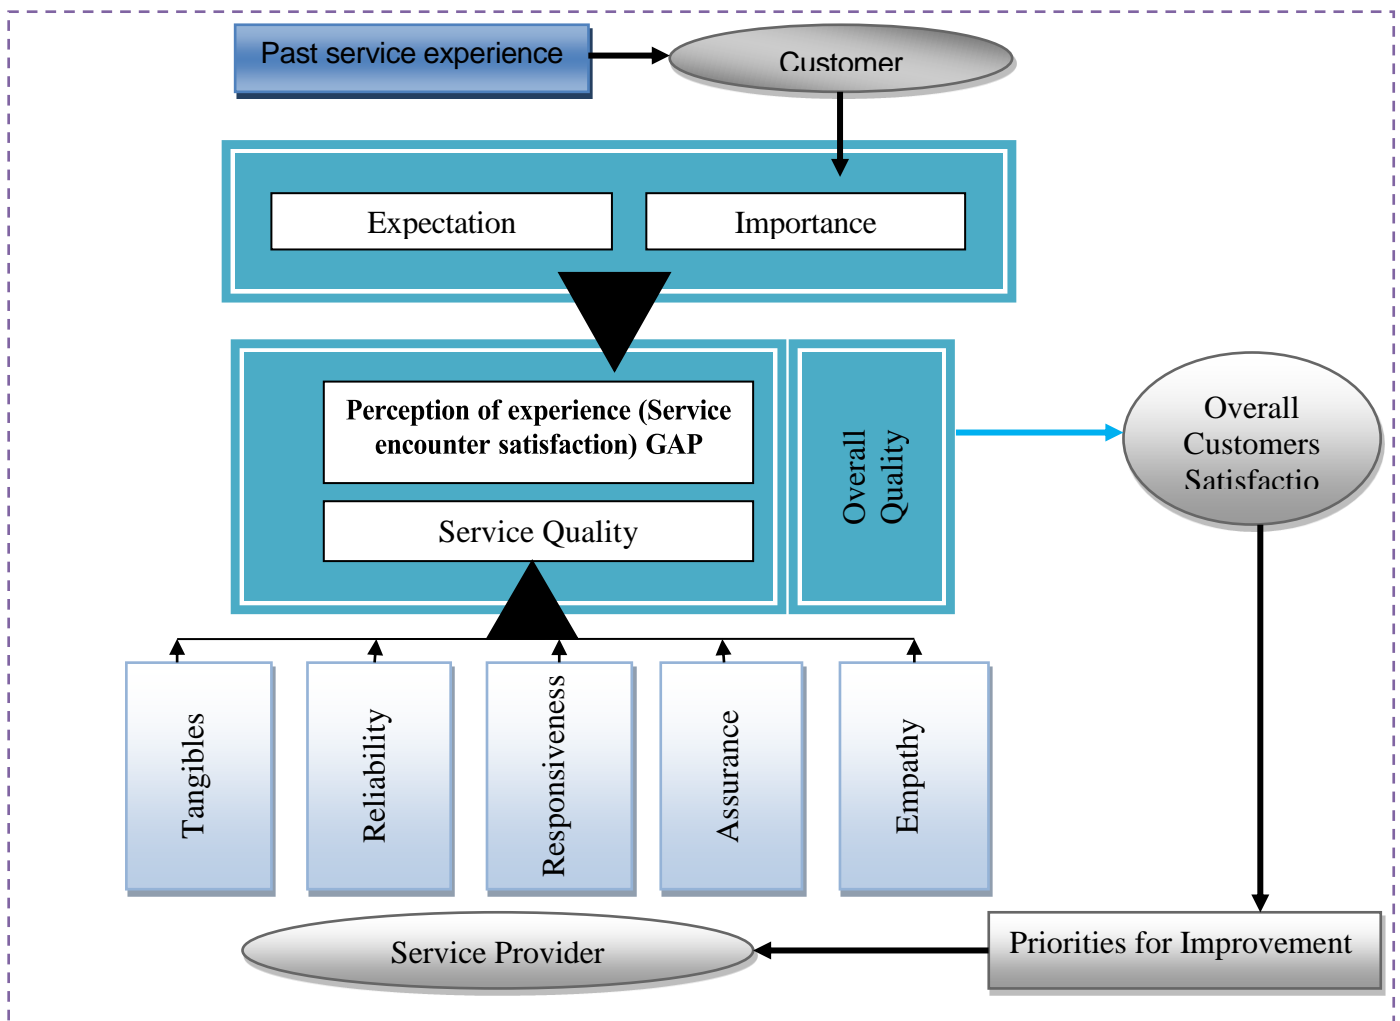 Past service experience
Customer
Expectation
Importance
Perception of experience (Service
encounter satisfaction) GAP
Service Quality
Overall
Quality
Overall
Customers
Satisfactio
Tangibles
Reliability
Responsiveness
Assurance
Empathy
Service Provider
Priorities for Improvement